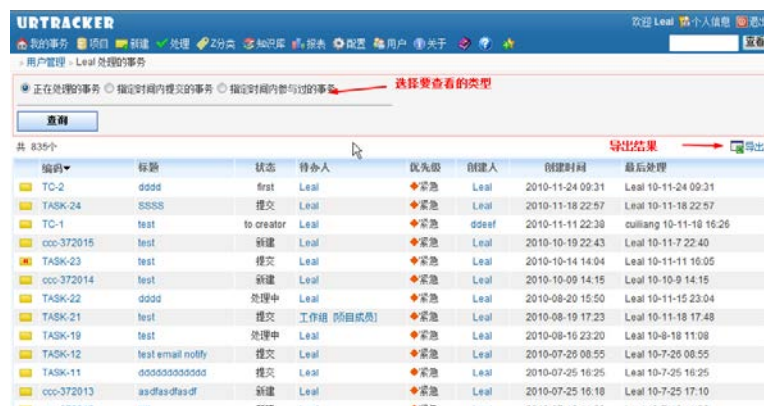 URTRACKER 欢迎 Leal 个人信息 退出
我的事务 项目 新建 处理 Z分类 知识库 报表 配置 用户 关于 查看
用户管理 Leal 处理的事务
正在处理的事务 指定时间内提交的事务 指定时间内参与过的事务 选择要查看的类型
查询
共 835个 导出结果 导出
编码 标题 状态 待办人 优先级 创建人 创建时间 最后处理
TC-2 dddd first Leal 紧急 Leal 2010-11-24 09:31 Leal 10-11-24 09:31
TASK-24 SSSS 提交 Leal 紧急 Leal 2010-11-18 22:57 Leal 10-11-18 22:57
TC-1 test to creator Leal 紧急 ddeef 2010-11-11 22:38 cuiliang 10-11-18 16:26
ccc-372015 test 新建 Leal 紧急 Leal 2010-10-19 22:43 Leal 10-11-7 22:40
TASK-23 test 提交 Leal 紧急 Leal 2010-10-14 14:04 Leal 10-11-11 16:05
ccc-372014 test 新建 Leal 紧急 Leal 2010-10-09 14:15 Leal 10-10-9 14:15
TASK-22 dddd 处理中 Leal 紧急 Leal 2010-08-20 15:50 Leal 10-11-15 23:04
TASK-21 test 提交 工作组 [项目成员] 紧急 Leal 2010-08-19 17:23 Leal 10-11-18 17:48
TASK-19 test 处理中 Leal 紧急 Leal 2010-08-16 23:20 Leal 10-8-18 11:08
TASK-12 test email notify 提交 Leal 紧急 Leal 2010-07-26 08:55 Leal 10-7-26 08:55
TASK-11 dddddddddddd 提交 Leal 紧急 Leal 2010-07-25 16:25 Leal 10-7-25 16:25
ccc-372013 asdfasdfasdf 新建 Leal 紧急 Leal 2010-07-25 16:18 Leal 10-7-25 17:10